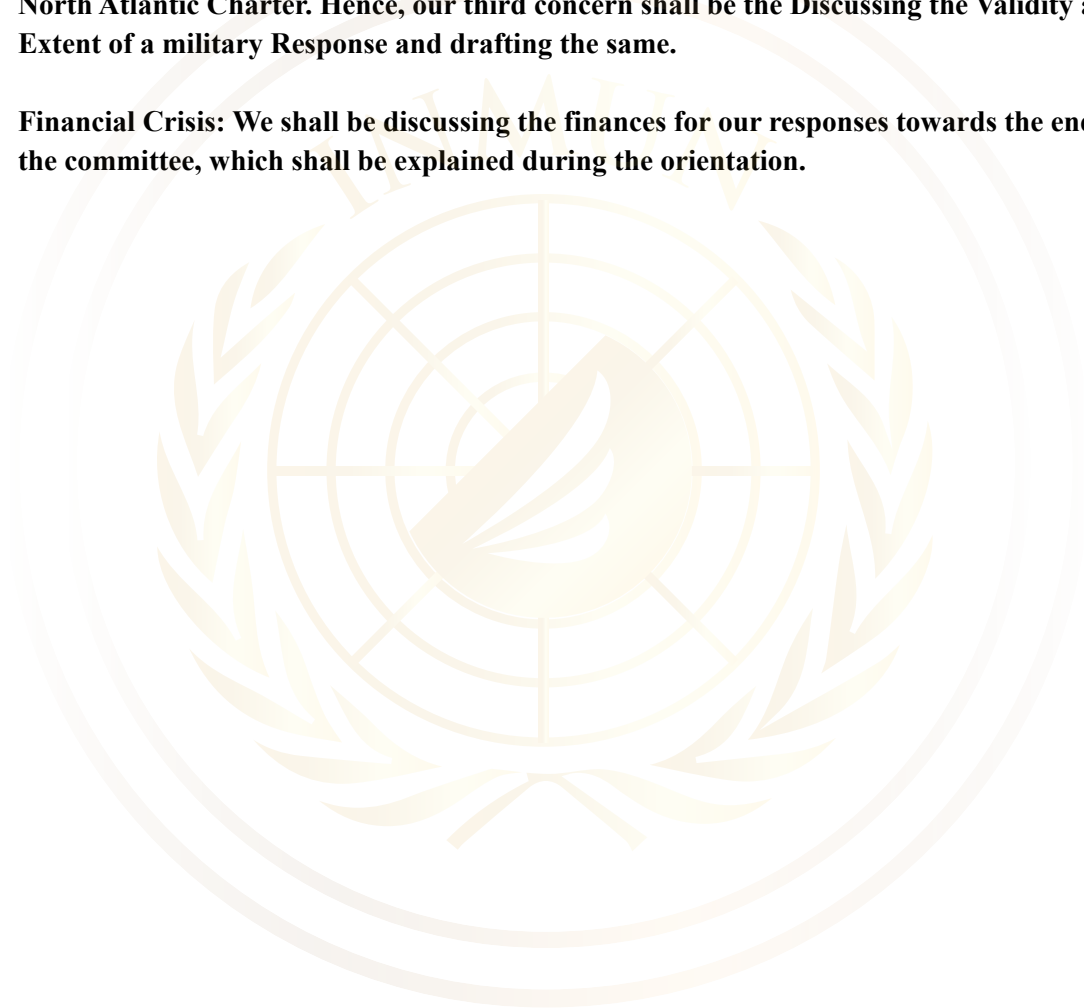 North Atlantic Charter. Hence, our third concern shall be the Discussing the Validity
Extent of a military Response and drafting the same.
Financial Crisis: We shall be discussing the finances for our responses towards the
the committee, which shall be explained during the orientation.
INMUN